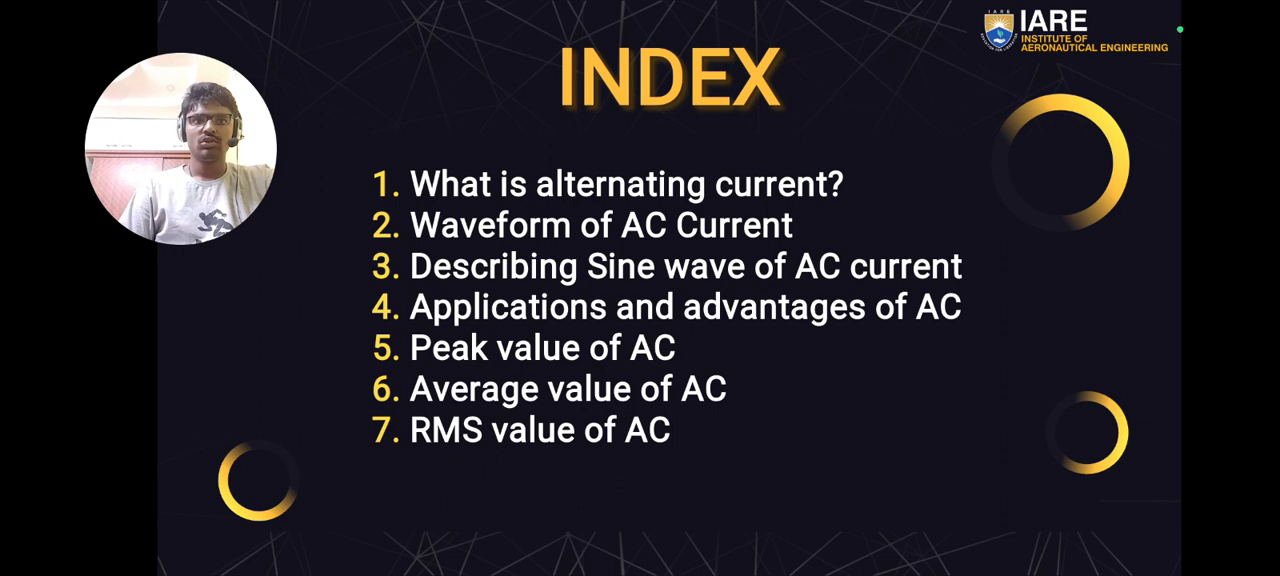 IARE
IARE
INSTITUTE OF
AERONAUTICAL ENGINEERING
INDEX
1. What is alternating current?
2. Waveform of AC Current
3. Describing Sine wave of AC current
4. Applications and advantages of AC
5. Peak value of AC
6. Average value of AC
7. RMS value of AC